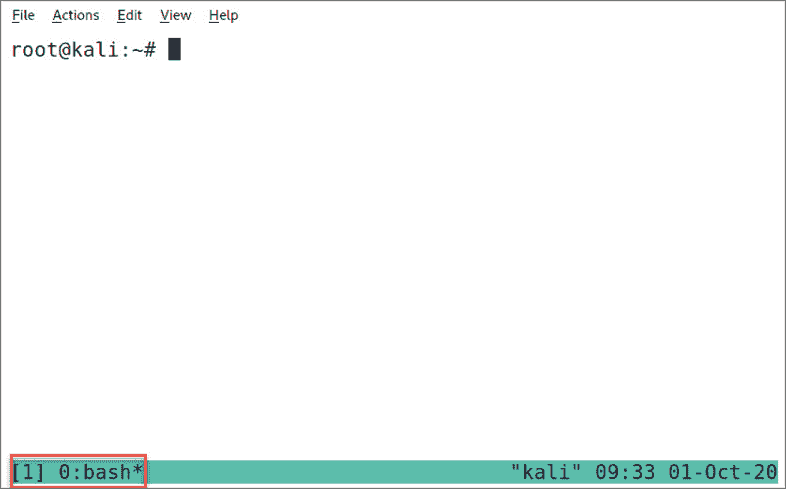 File Actions Edit View Help
root@kali:~#
[1] 0:bash* "kali" 09:33 01-Oct-20